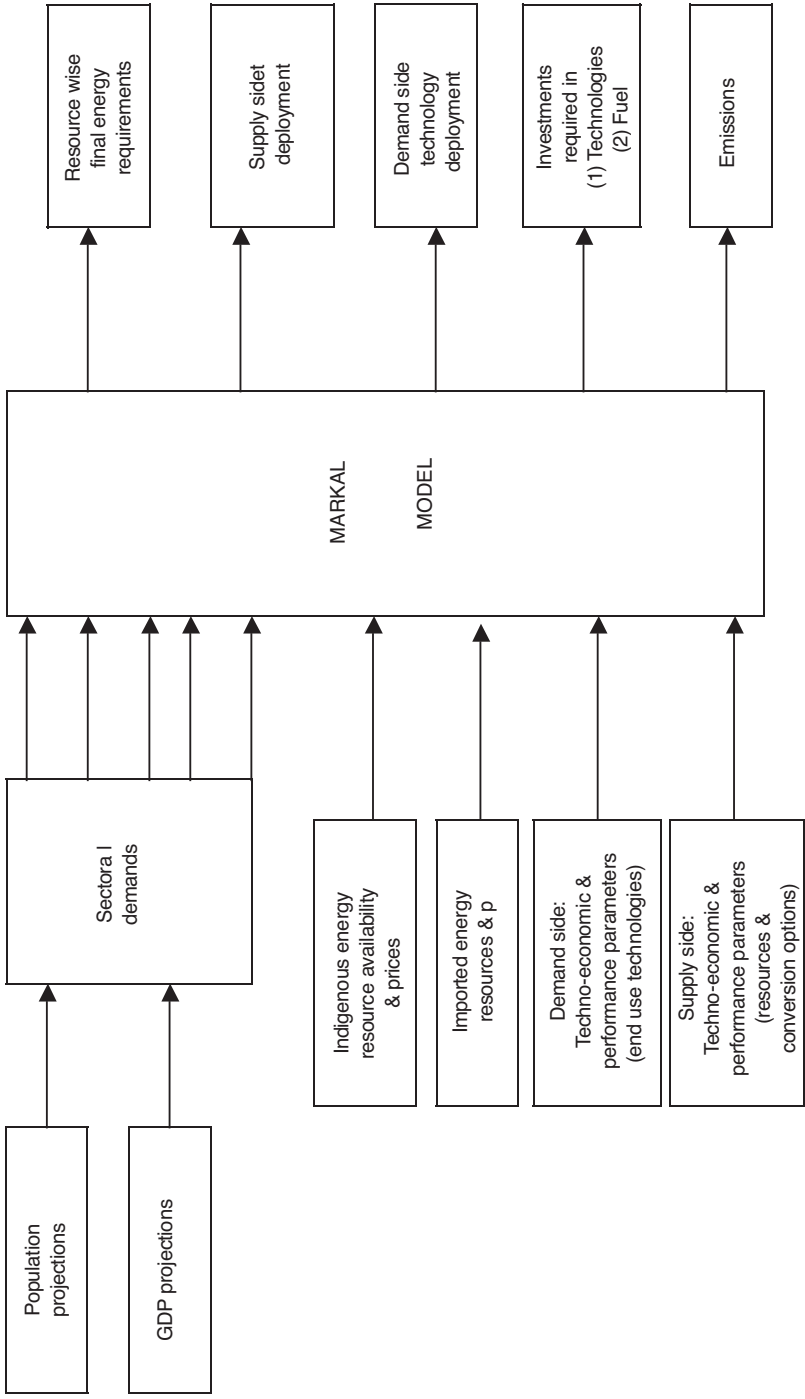 Population
projections
GDP projections
Sectora l
demands
Indigenous energy
resource availability
& prices
Imported energy
resources & p
Demand side:
Techno-economic &
performance parameters
(end use technologies)
Supply side:
Techno-economic &
performance parameters
(resources &
conversion options)
MARKAL
MODEL
Resource wise
final energy
requirements
Supply sidet
deployment
Demand side
technology
deployment
Investments
required in
(1) Technologies
(2) Fuel
Emissions